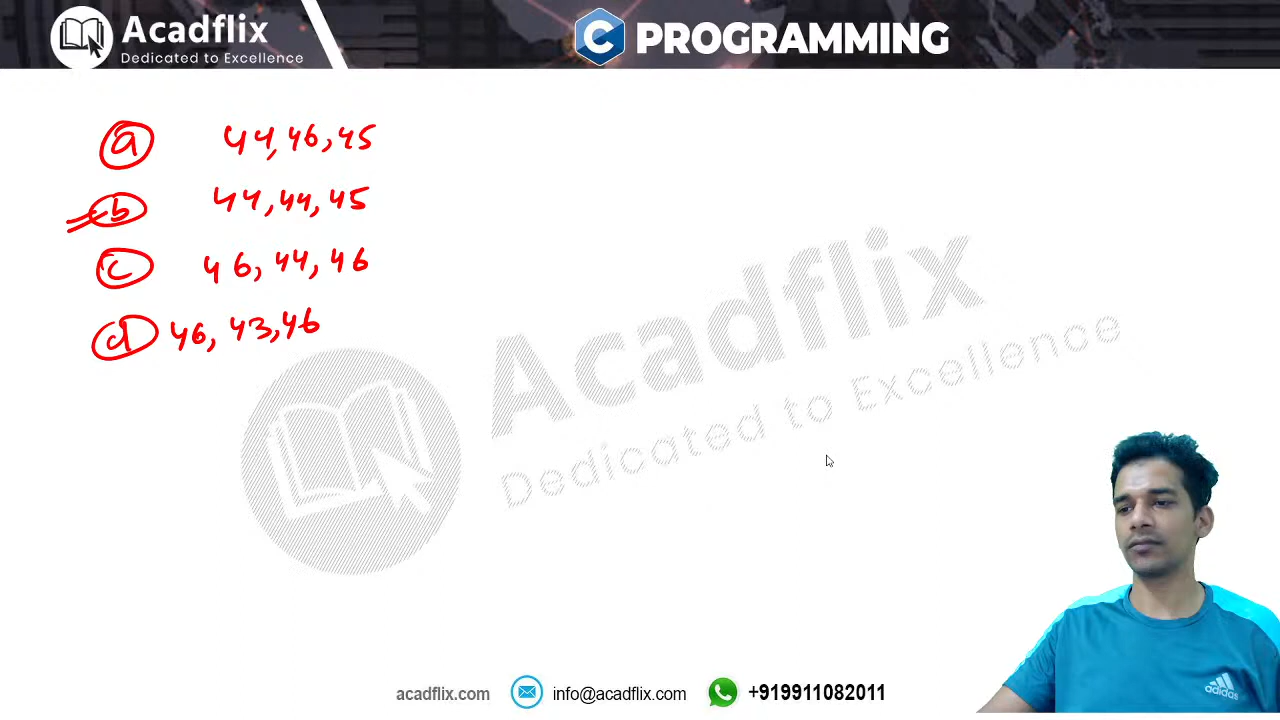 Acadflix
Dedicated to Excellence
C PROGRAMMING
a 44, 46, 45
b 44, 44, 45
c 46, 44, 46
d 46, 43, 46
Acadflix
Dedicated to Excellence
adidas
acadflix.com info@acadflix.com +919911082011